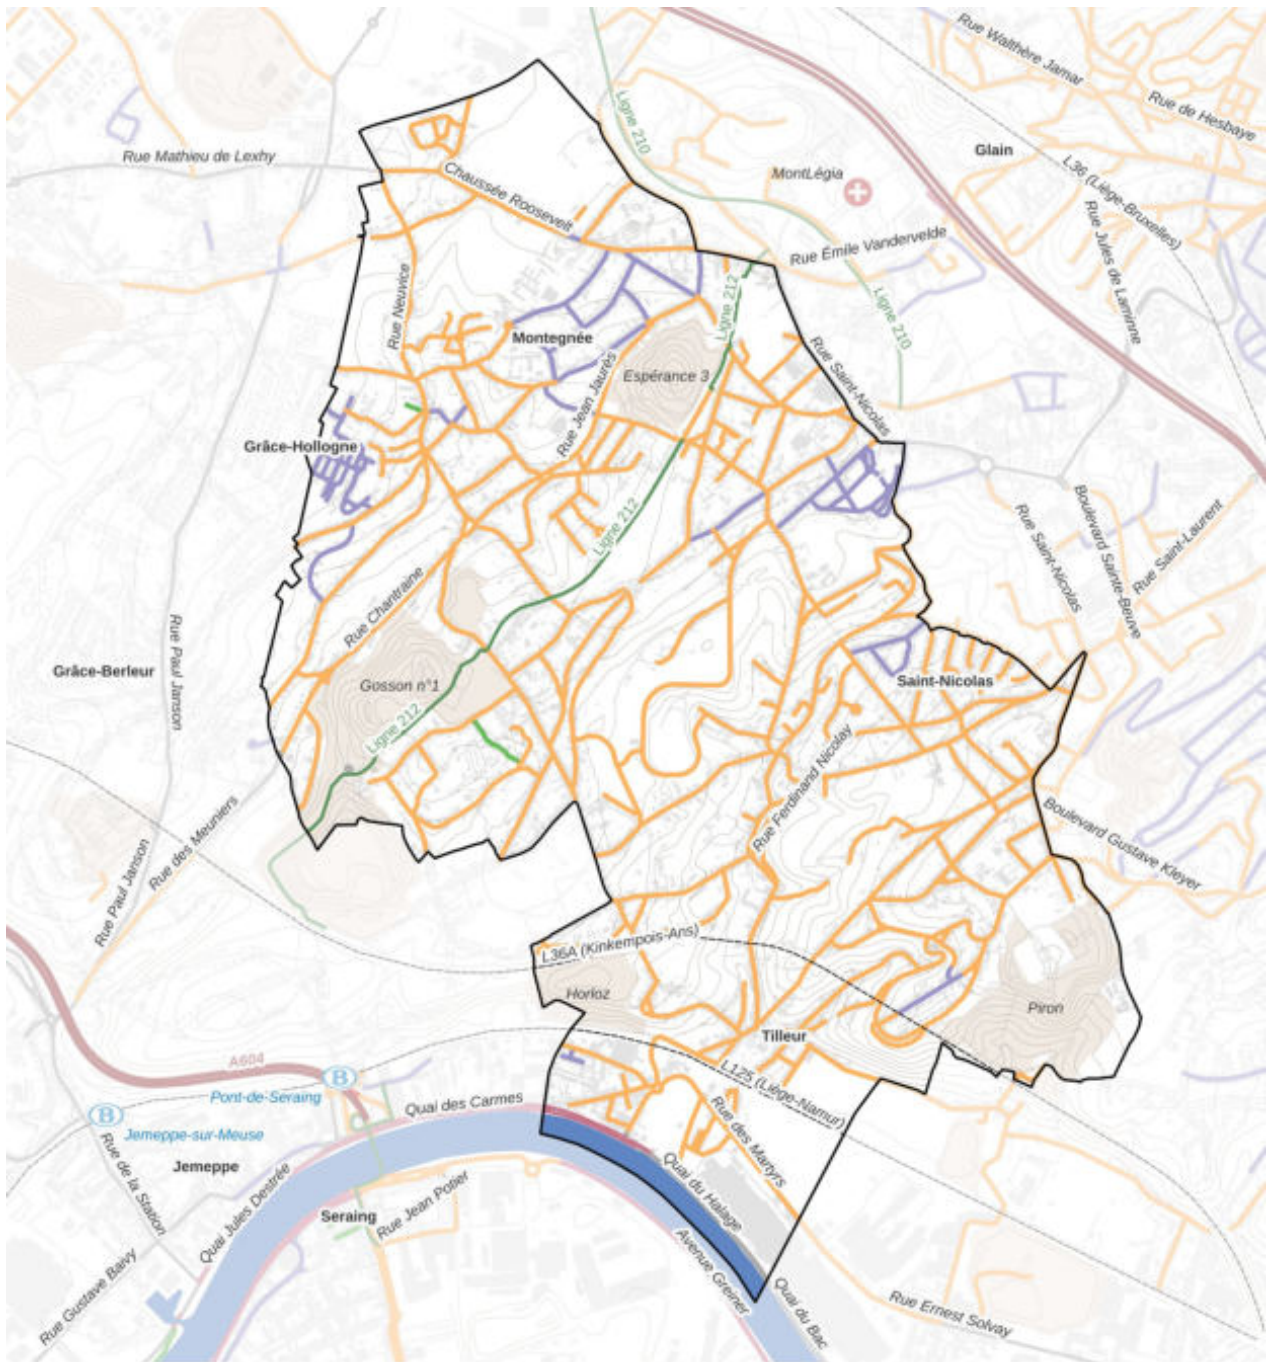 Rue Walthère Jamar
Rue de Hesbaye
Ligne 210
Glain
Rue Mathieu de Lexhy
MontLégia
L36 (Liège-Bruxelles)
Chaussée Roosevelt
Rue Jules de Laminne
Rue Émile Vandervelde
Rue Neuvice
Ligne 212
Ligne 210
Montegnée
Espérance 3
Rue Saint-Nicolas
Rue Jean Jaurès
Grâce-Hollogne
Ligne 212
Rue Saint-Nicolas
Boulevard Sainte-Beuve
Rue Saint-Laurent
Rue Chantraine
Rue Paul Janson
Grâce-Berleur
Gosson n°1
Saint-Nicolas
Ligne 212
Rue Ferdinand Nicolay
Rue des Meuniers
Boulevard Gustave Kleyer
Rue Paul Janson
L36A (Kinkempois-Ans)
Horloz
Piron
Tilleur
A604
B
L125 (Liège-Namur)
Pont-de-Seraing
Quai des Carmes
B
Jemeppe-sur-Meuse
Rue des Martyrs
Rue de la Station
Jemeppe
Quai Jules Destrée
Quai du Halage
Seraing
Rue Jean Potier
Avenue Greiner
Rue Gustave Baivy
Quai du Bac
Rue Ernest Solvay